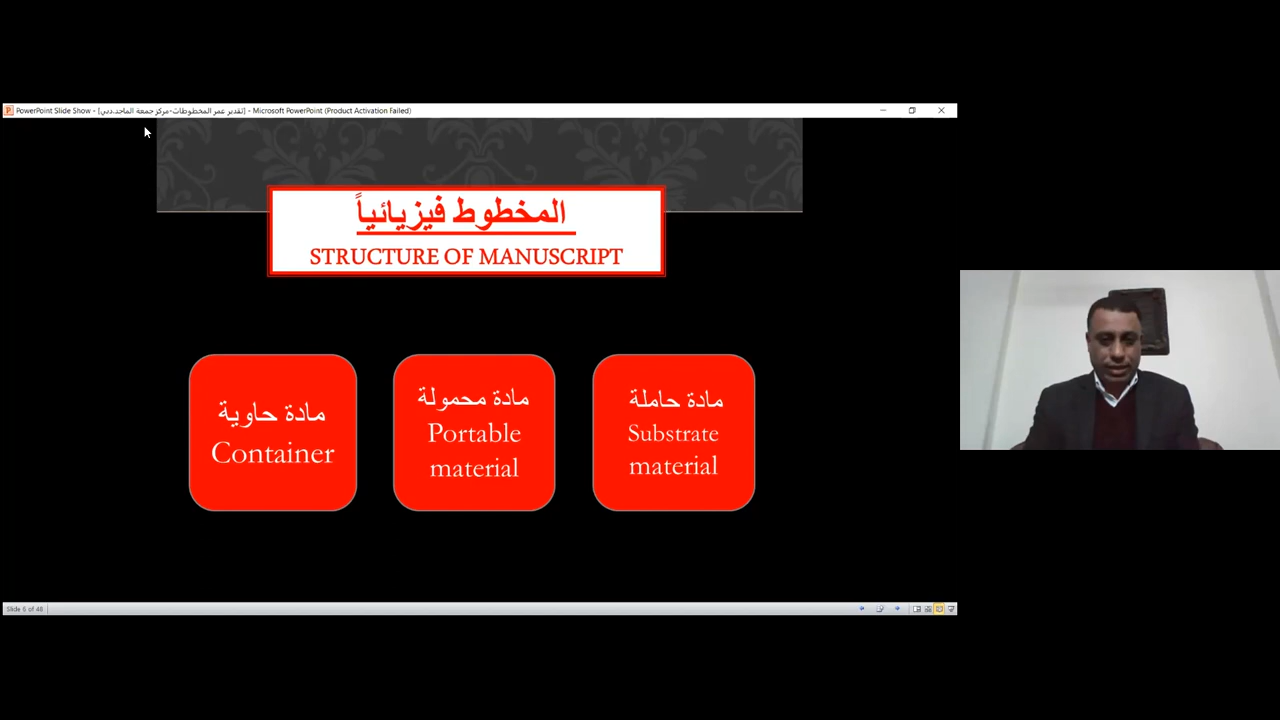 PowerPoint Slide Show - [تقدير عمر المخطوطات-مركز جمعة الماجد.دبي] - Microsoft PowerPoint (Product Activation Failed)
المخطوط فيزيائياً
STRUCTURE OF MANUSCRIPT
مادة حاملة
Substrate
material
مادة محمولة
Portable
material
مادة حاوية
Container
Slide 6 of 48